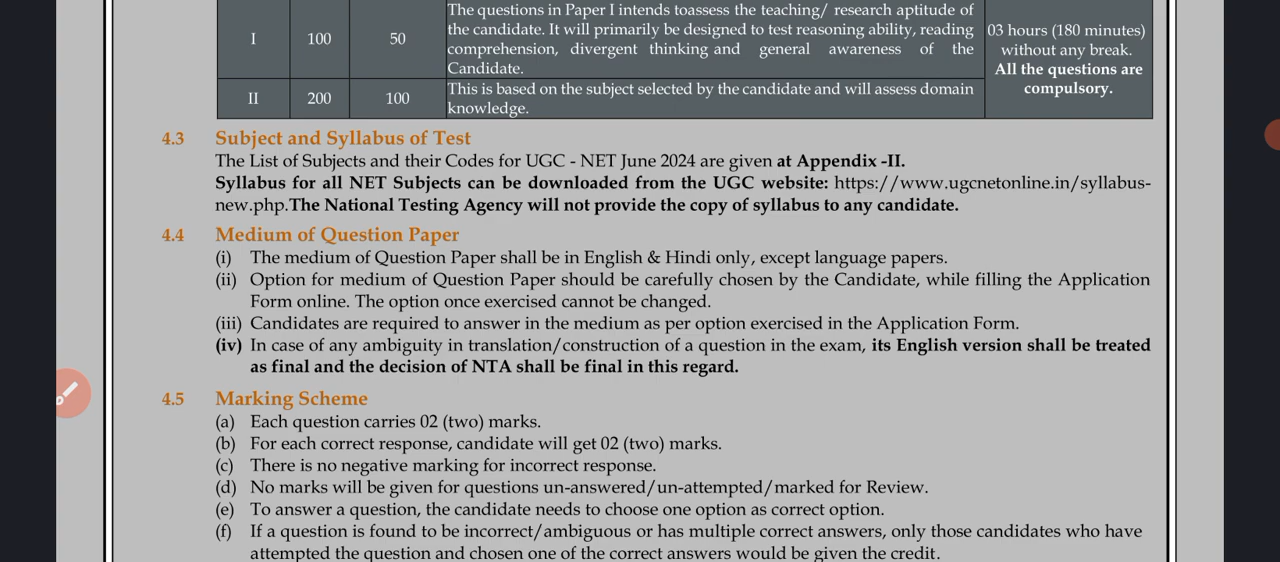 The questions in Paper I intends toassess the teaching/ research aptitude of
the candidate. It will primarily be designed to test reasoning ability, reading
comprehension, divergent thinking and general awareness of the
Candidate.
I
100
50
03 hours (180 minutes)
without any break.
All the questions are
compulsory.
This is based on the subject selected by the candidate and will assess domain
knowledge.
II
200
100
4.3 Subject and Syllabus of Test
The List of Subjects and their Codes for UGC - NET June 2024 are given at Appendix -II.
Syllabus for all NET Subjects can be downloaded from the UGC website: https://www.ugcnetonline.in/syllabus-
new.php.The National Testing Agency will not provide the copy of syllabus to any candidate.
4.4 Medium of Question Paper
(i) The medium of Question Paper shall be in English & Hindi only, except language papers.
(ii) Option for medium of Question Paper should be carefully chosen by the Candidate, while filling the Application
Form online. The option once exercised cannot be changed.
(iii) Candidates are required to answer in the medium as per option exercised in the Application Form.
(iv) In case of any ambiguity in translation/construction of a question in the exam, its English version shall be treated
as final and the decision of NTA shall be final in this regard.
4.5 Marking Scheme
(a) Each question carries 02 (two) marks.
(b) For each correct response, candidate will get 02 (two) marks.
(c) There is no negative marking for incorrect response.
(d) No marks will be given for questions un-answered/un-attempted/marked for Review.
(e) To answer a question, the candidate needs to choose one option as correct option.
(f) If a question is found to be incorrect/ambiguous or has multiple correct answers, only those candidates who have
attempted the question and chosen one of the correct answers would be given the credit.